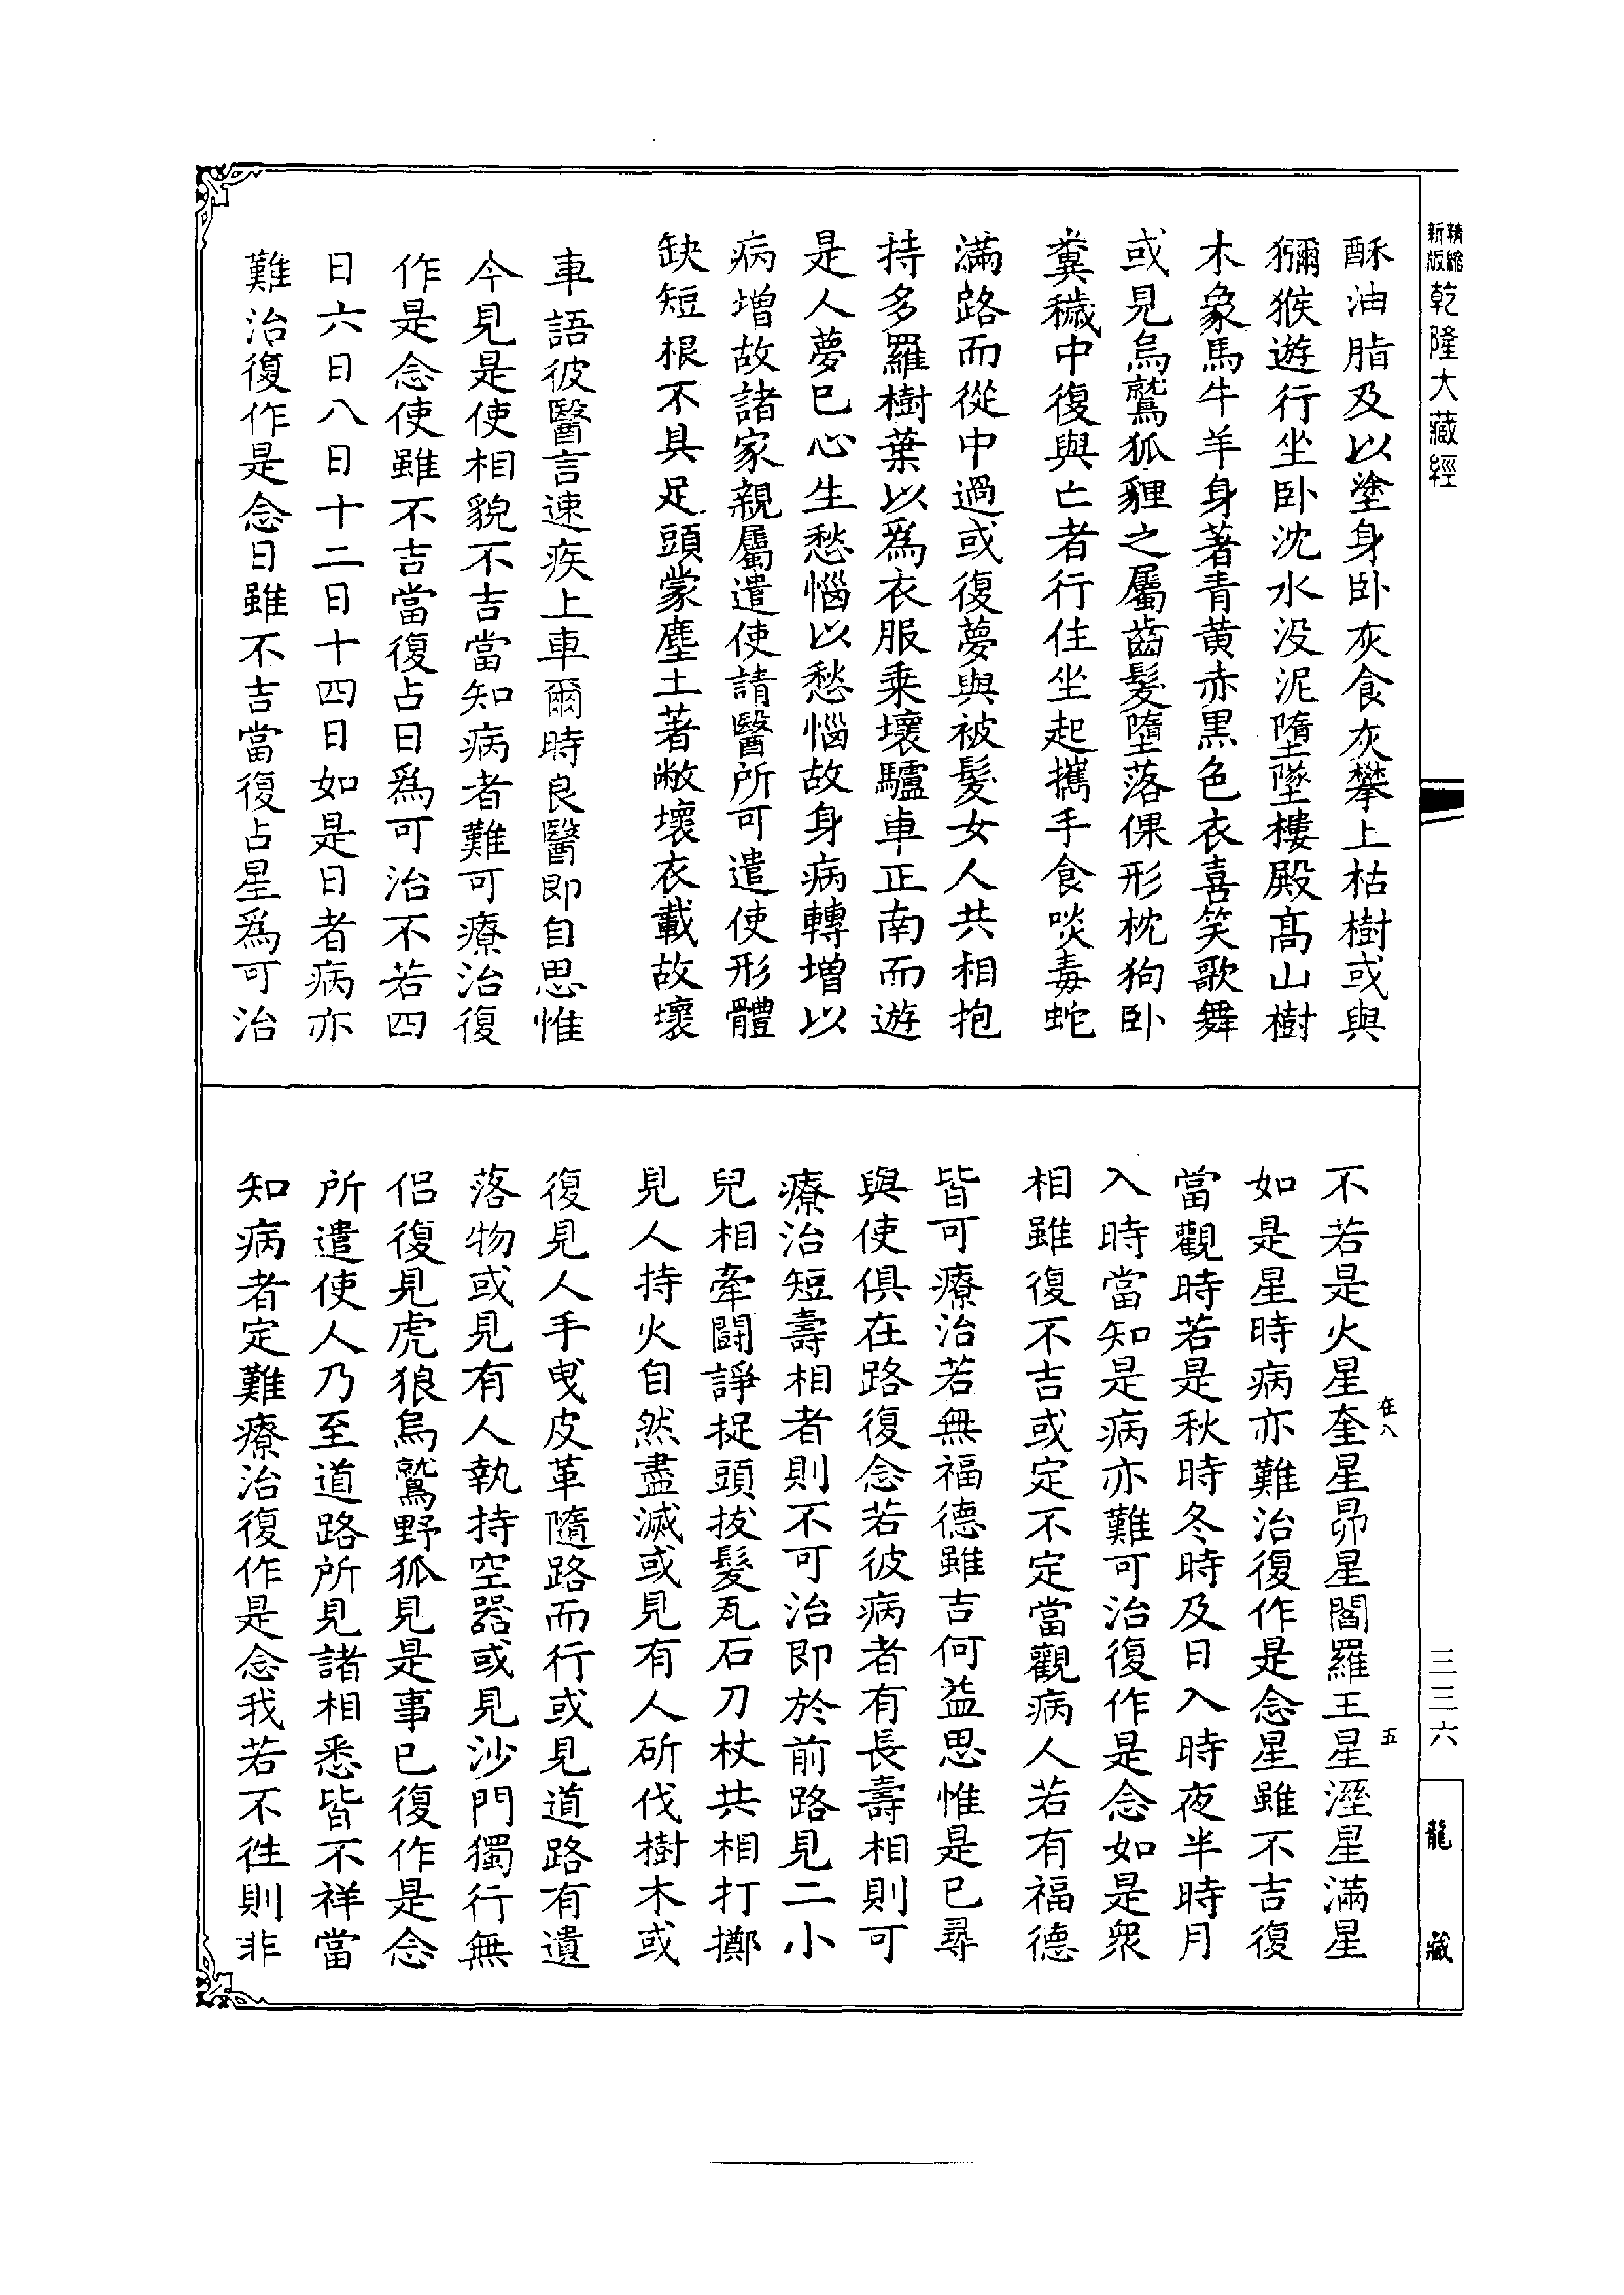 新版
精縮
乾隆大藏經
酥油脂及以塗身卧灰食灰攀上枯樹或與
獼猴遊行坐卧沈水没泥墮墜樓殿髙山樹
木象馬牛羊身著青黄赤黒色衣喜笑歌舞
或見烏鷲狐貍之屬齒髮墮落倮形枕狗卧
糞穢中復與亡者行住坐起攜手食啖毒蛇
滿路而從中過或復夢與被髮女人共相抱
持多羅樹葉以爲衣服乗壞驢車正南而遊
是人夢已心生愁惱以愁惱故身病轉増以
病増故諸家親屬遣使請醫所可遣使形體
缺短根不具足頭蒙塵土著敝壞衣載故壞
車語彼醫言速疾上車爾時良醫即自思惟
今見是使相貌不吉當知病者難可療治復
作是念使雖不吉當復占日爲可治不若四
日六日八日十二日十四日如是日者病亦
難治復作是念日雖不吉當復占星爲可治
不若是火星奎星昴星閻羅王星溼星滿星
在八
五
如是星時病亦難治復作是念星雖不吉復
當觀時若是秋時冬時及日入時夜半時月
入時當知是病亦難可治復作是念如是衆
相雖復不吉或定不定當觀病人若有福德
皆可療治若無福德雖吉何益思惟是已尋
與使俱在路復念若彼病者有長壽相則可
療治短壽相者則不可治即於前路見二小
兒相牽鬪諍捉頭拔髮瓦石刀杖共相打擲
見人持火自然盡滅或見有人斫伐樹木或
復見人手曳皮革隨路而行或見道路有遺
落物或見有人執持空器或見沙門獨行無
侣復見虎狼烏鷲野狐見是事已復作是念
所遣使人乃至道路所見諸相悉皆不祥當
知病者定難療治復作是念我若不徃則非
三三六
龍藏